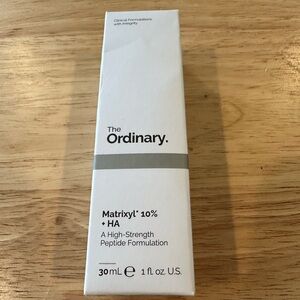 Clinical Formulations
with Integrity.
The
Ordinary.
Matrixyl* 10%
+ HA
A High-Strength
Peptide Formulation
30mL ℮ 1 fl. oz. U.S.